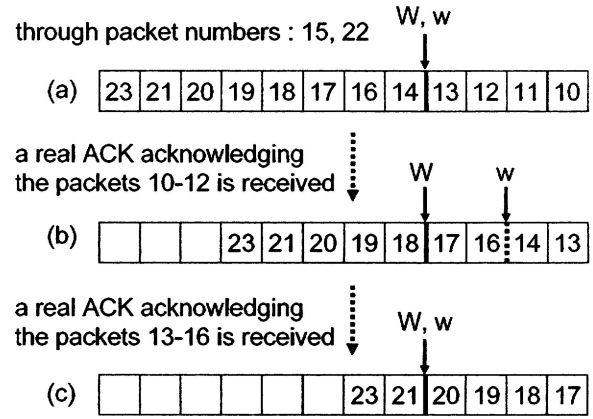 W, w
through packet numbers : 15, 22
(a) 23 21 20 19 18 17 16 14 13 12 11 10
a real ACK acknowledging
the packets 10-12 is received
W w
(b) 23 21 20 19 18 17 16 14 13
a real ACK acknowledging
the packets 13-16 is received
W, w
(c) 23 21 20 19 18 17